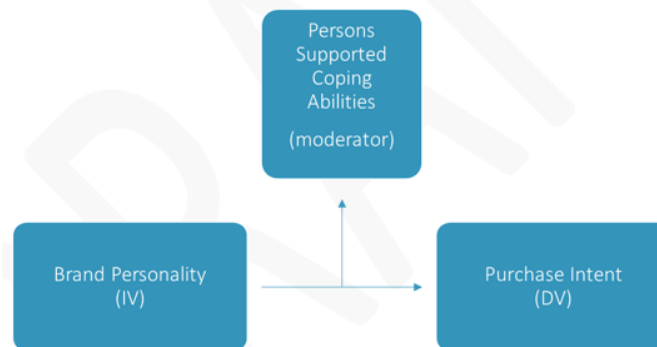 Persons
Supported
Coping
Abilities
(moderator)
Brand Personality
(IV)
Purchase Intent
(DV)